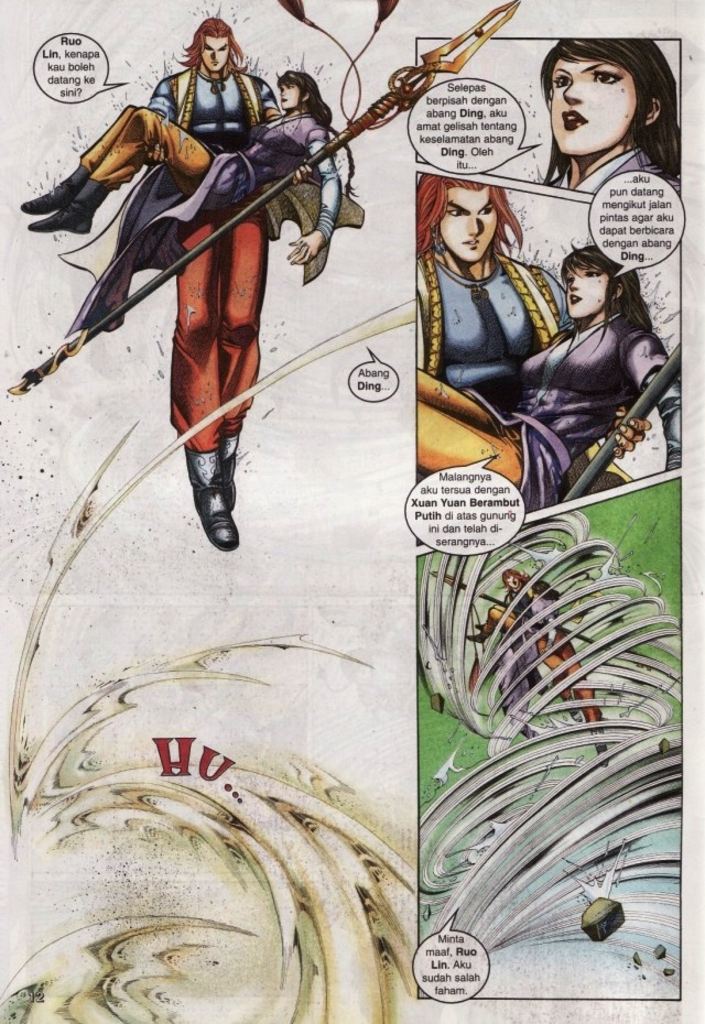 Ruo
Lin, kenapa
kau boleh
datang ke
sini?
Selepas
berpisah dengan
abang Ding, aku
amat gelisah tentang
keselamatan abang
Ding. Oleh
itu...
...aku
pun datang
mengikut jalan
pintas agar aku
dapat berbicara
dengan abang
Ding...
Abang
Ding...
Malangnya
aku tersua dengan
Xuan Yuan Berambut
Putih di atas gunung
ini dan telah di-
serangnya...
HU...
Minta
maaf, Ruo
Lin. Aku
sudah salah
faham.
12